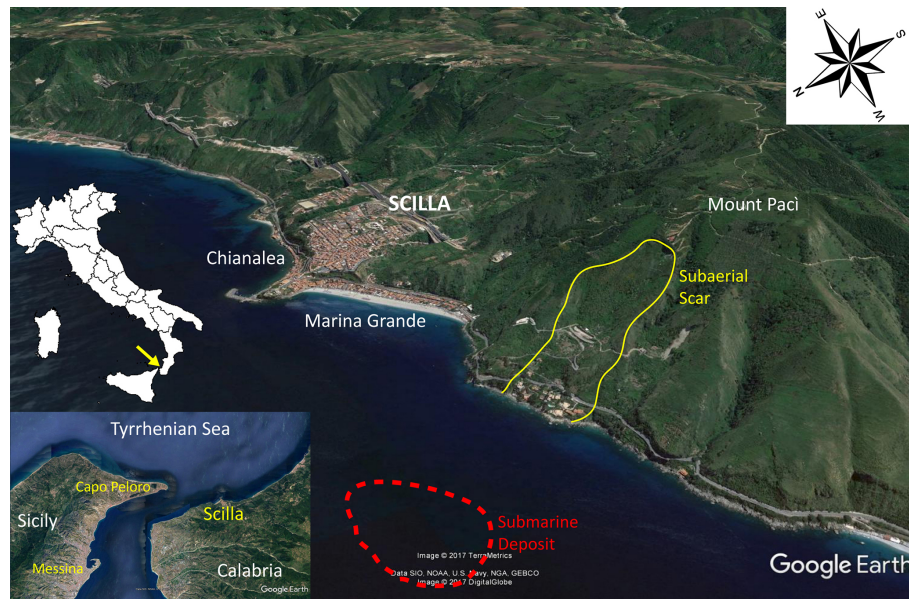 E
S
N
W
SCILLA
Mount Pacì
Chianalea
Subaerial
Scar
Marina Grande
Tyrrhenian Sea
Capo Peloro
Sicily
Scilla
Messina
Calabria
Google Earth
Submarine
Deposit
Image © 2017 TerraMetrics
Data SIO, NOAA, U.S. Navy, NGA, GEBCO
Image © 2017 DigitalGlobe
Google Earth